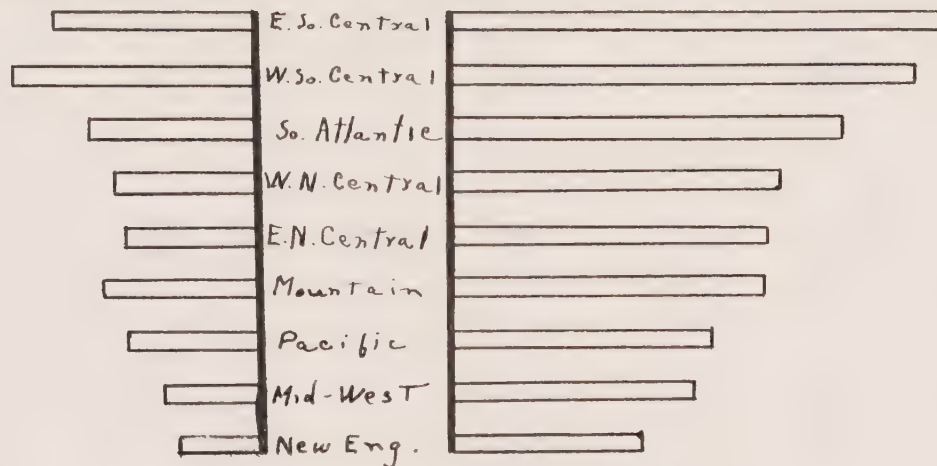 E. So. Central
W. So. Central
So. Atlantic
W. N. Central
E. N. Central
Mountain
Pacific
Mid-West
New Eng.